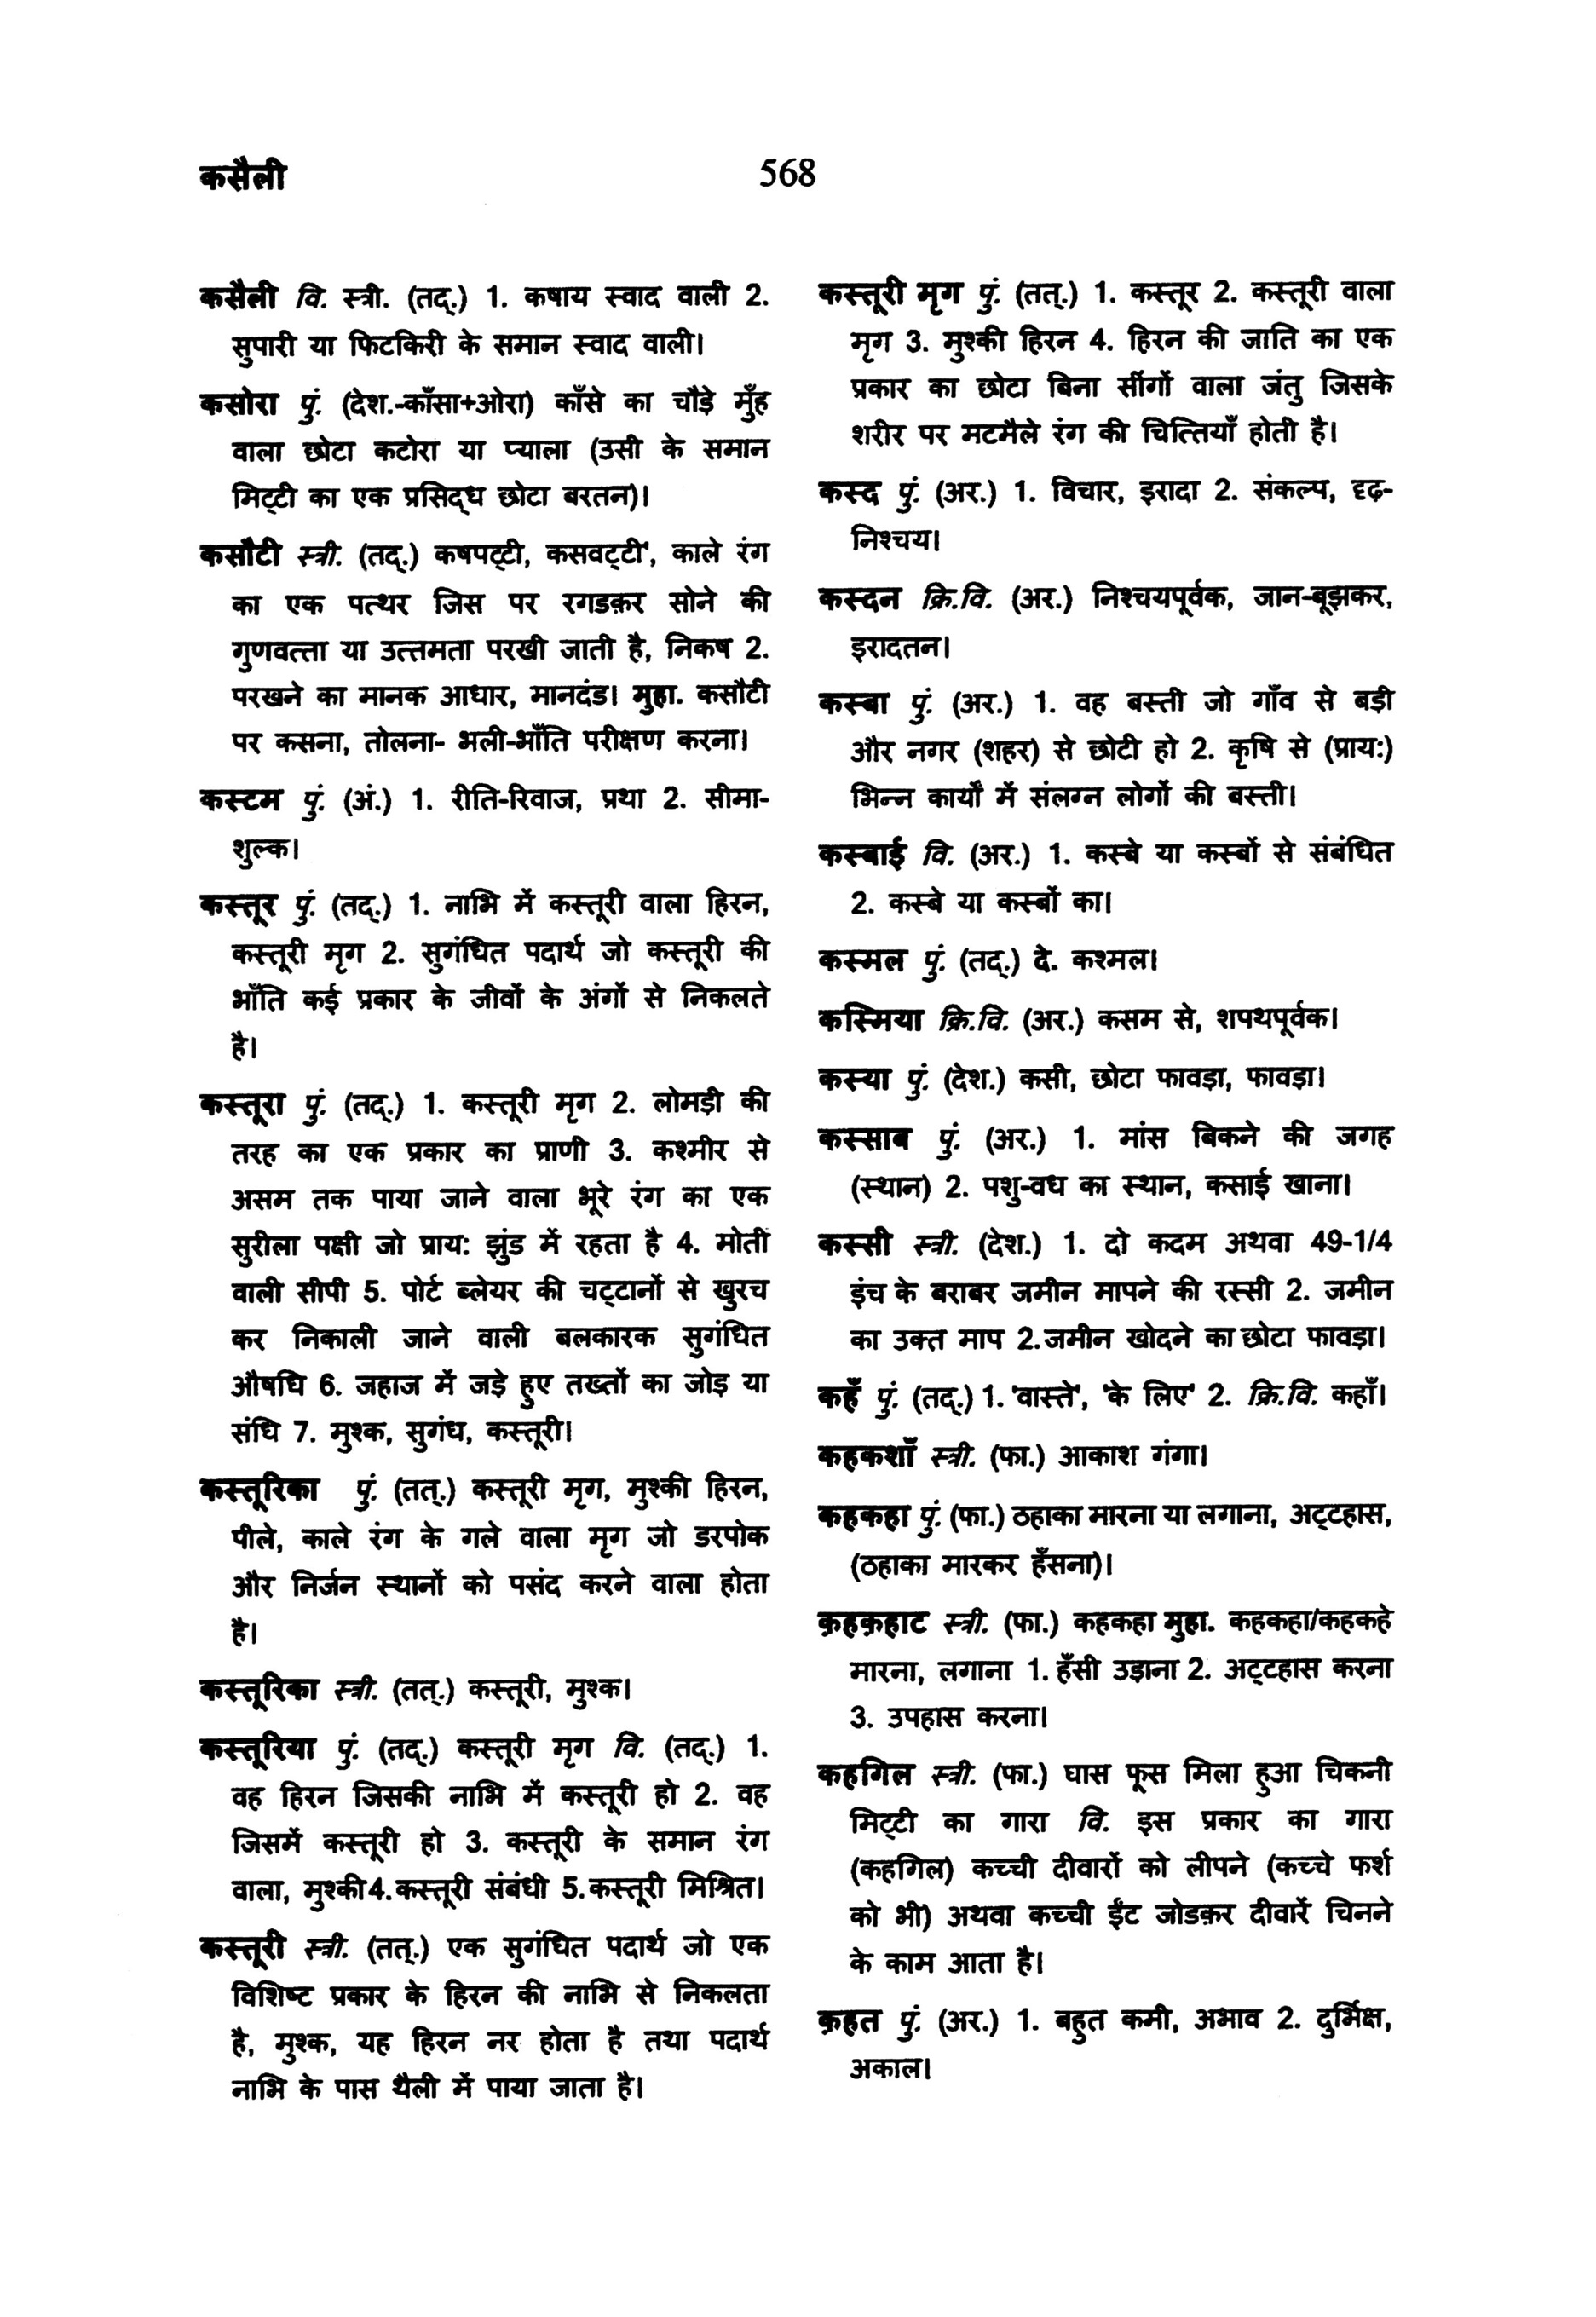 कसैली
568
कसैली वि. स्त्री. (तद्.) 1. कषाय स्वाद वाली 2.
सुपारी या फिटकिरी के समान स्वाद वाली।
कसोरा पुं. (देश.-काँसा+ओरा) काँसे का चौड़े मुँह
वाला छोटा कटोरा या प्याला (उसी के समान
मिट्टी का एक प्रसिद्ध छोटा बरतन)।
कसौटी स्त्री. (तद्.) कषपट्टी, कसवट्टी', काले रंग
का एक पत्थर जिस पर रगडक़र सोने की
गुणवत्ता या उत्तमता परखी जाती है, निकष 2.
परखने का मानक आधार, मानदंड। मुहा. कसौटी
पर कसना, तोलना- भली-भाँति परीक्षण करना।
कस्टम पुं. (अं.) 1. रीति-रिवाज, प्रथा 2. सीमा-
शुल्क।
कस्तूर पुं. (तद्.) 1. नाभि में कस्तूरी वाला हिरन,
कस्तूरी मृग 2. सुगंधित पदार्थ जो कस्तूरी की
भाँति कई प्रकार के जीवों के अंगों से निकलते
है।
कस्तूरा पुं. (तद्.) 1. कस्तूरी मृग 2. लोमड़ी की
तरह का एक प्रकार का प्राणी 3. कश्मीर से
असम तक पाया जाने वाला भूरे रंग का एक
सुरीला पक्षी जो प्राय: झुंड में रहता है 4. मोती
वाली सीपी 5. पोर्ट ब्लेयर की चट्टानों से खुरच
कर निकाली जाने वाली बलकारक सुगंधित
औषधि 6. जहाज में जड़े हुए तख्तों का जोड़ या
संधि 7. मुश्क, सुगंध, कस्तूरी।
कस्तूरिका पुं. (तत्.) कस्तूरी मृग, मुश्की हिरन,
पीले, काले रंग के गले वाला मृग जो डरपोक
और निर्जन स्थानों को पसंद करने वाला होता
है।
कस्तूरिका स्त्री. (तत्.) कस्तूरी, मुश्क।
कस्तूरिया पुं. (तद्.) कस्तूरी मृग वि. (तद्.) 1.
वह हिरन जिसकी नाभि में कस्तूरी हो 2. वह
जिसमें कस्तूरी हो 3. कस्तूरी के समान रंग
वाला, मुश्की 4. कस्तूरी संबंधी 5. कस्तूरी मिश्रित।
कस्तूरी स्त्री. (तत्.) एक सुगंधित पदार्थ जो एक
विशिष्ट प्रकार के हिरन की नाभि से निकलता
है, मुश्क, यह हिरन नर होता है तथा पदार्थ
नाभि के पास थैली में पाया जाता है।
कस्तूरी मृग पुं. (तत्.) 1. कस्तूर 2. कस्तूरी वाला
मृग 3. मुश्की हिरन 4. हिरन की जाति का एक
प्रकार का छोटा बिना सींगों वाला जंतु जिसके
शरीर पर मटमैले रंग की चित्तियाँ होती है।
कस्द पुं. (अर.) 1. विचार, इरादा 2. संकल्प, दृढ़-
निश्चय।
कस्दन क्रि.वि. (अर.) निश्चयपूर्वक, जान-बूझकर,
इरादतन।
कस्बा पुं. (अर.) 1. वह बस्ती जो गाँव से बड़ी
और नगर (शहर) से छोटी हो 2. कृषि से (प्राय:)
भिन्न कार्यों में संलग्न लोगों की बस्ती।
कस्बाई वि. (अर.) 1. कस्बे या कस्बों से संबंधित
2. कस्बे या कस्बों का।
कस्मल पुं. (तद्.) दे. कश्मल।
कस्मिया क्रि.वि. (अर.) कसम से, शपथपूर्वक।
कस्या पुं. (देश.) कसी, छोटा फावड़ा, फावड़ा।
कस्साब पुं. (अर.) 1. मांस बिकने की जगह
(स्थान) 2. पशु-वध का स्थान, कसाई खाना।
कस्सी स्त्री. (देश.) 1. दो कदम अथवा 49-1/4
इंच के बराबर जमीन मापने की रस्सी 2. जमीन
का उक्त माप 2.जमीन खोदने का छोटा फावड़ा।
कहँ पुं. (तद्.) 1. 'वास्ते', 'के लिए' 2. क्रि.वि. कहाँ।
कहकशाँ स्त्री. (फा.) आकाश गंगा।
कहकहा पुं. (फा.) ठहाका मारना या लगाना, अट्टहास,
(ठहाका मारकर हँसना)।
क़हक़हाट स्त्री. (फा.) कहकहा मुहा. कहकहा/कहकहे
मारना, लगाना 1. हँसी उड़ाना 2. अट्टहास करना
3. उपहास करना।
कहगिल स्त्री. (फा.) घास फूस मिला हुआ चिकनी
मिट्टी का गारा वि. इस प्रकार का गारा
(कहगिल) कच्ची दीवारों को लीपने (कच्चे फर्श
को भी) अथवा कच्ची ईंट जोडक़र दीवारें चिनने
के काम आता है।
क़हत पुं. (अर.) 1. बहुत कमी, अभाव 2. दुर्भिक्ष,
अकाल।